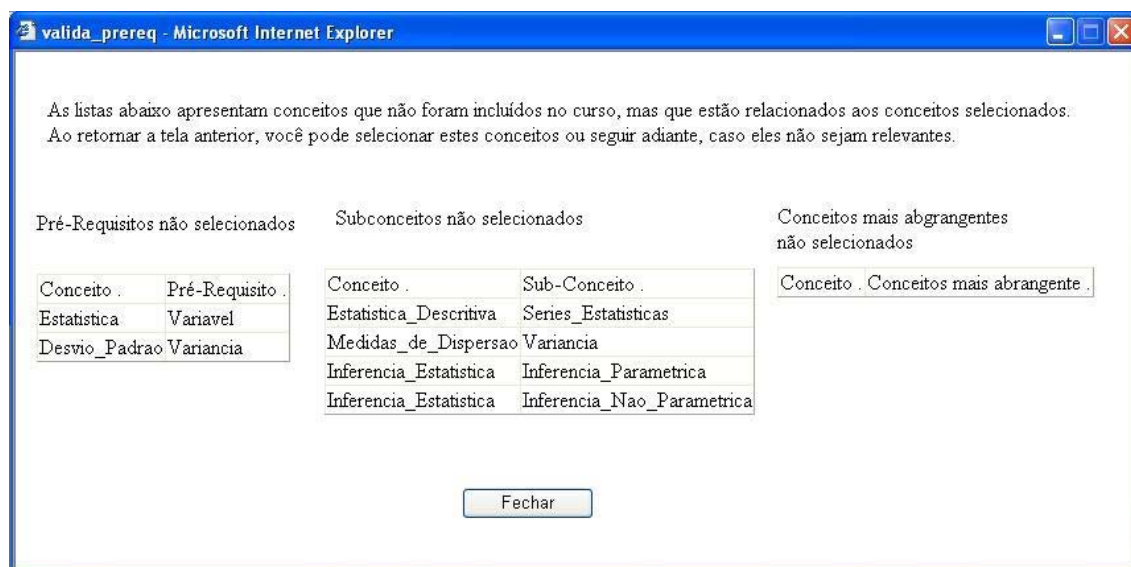 valida_prereq - Microsoft Internet Explorer
As listas abaixo apresentam conceitos que não foram incluídos no curso, mas que estão relacionados aos conceitos selecionados.
Ao retornar a tela anterior, você pode selecionar estes conceitos ou seguir adiante, caso eles não sejam relevantes.
Pré-Requisitos não selecionados
Conceito . Pré-Requisito .
Estatistica Variavel
Desvio_Padrao Variancia
Subconceitos não selecionados
Conceito . Sub-Conceito .
Estatistica_Descritiva Series_Estatisticas
Medidas_de_Dispersao Variancia
Inferencia_Estatistica Inferencia_Parametrica
Inferencia_Estatistica Inferencia_Nao_Parametrica
Conceitos mais abgrangentes
não selecionados
Conceito . Conceitos mais abrangente .
Fechar